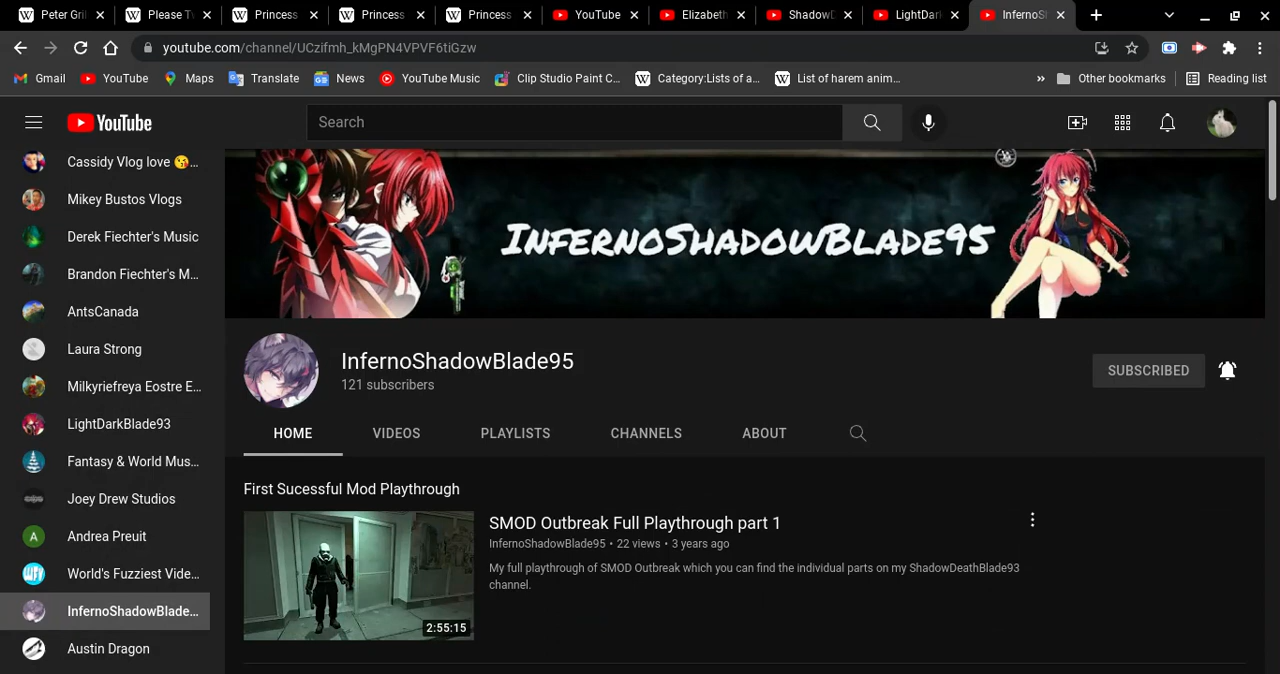 Peter Gril
Please Tv
Princess
Princess
Princess
YouTube
Elizabeth
ShadowD
LightDark
InfernoSh
youtube.com/channel/UCzifmh_kMgPN4VPVF6tiGzw
Gmail
YouTube
Maps
Translate
News
YouTube Music
Clip Studio Paint C...
Category:Lists of a...
List of harem anim...
»
Other bookmarks
Reading list
YouTube
Search
Cassidy Vlog love 😘...
Mikey Bustos Vlogs
Derek Fiechter's Music
Brandon Fiechter's M...
AntsCanada
Laura Strong
Milkyriefreya Eostre E...
LightDarkBlade93
Fantasy & World Mus...
Joey Drew Studios
Andrea Preuit
World's Fuzziest Vide...
InfernoShadowBlade...
Austin Dragon
InfernoShadowBlade95
InfernoShadowBlade95
121 subscribers
SUBSCRIBED
HOME
VIDEOS
PLAYLISTS
CHANNELS
ABOUT
First Sucessful Mod Playthrough
2:55:15
SMOD Outbreak Full Playthrough part 1
InfernoShadowBlade95 • 22 views • 3 years ago
My full playthrough of SMOD Outbreak which you can find the individual parts on my ShadowDeathBlade93
channel.